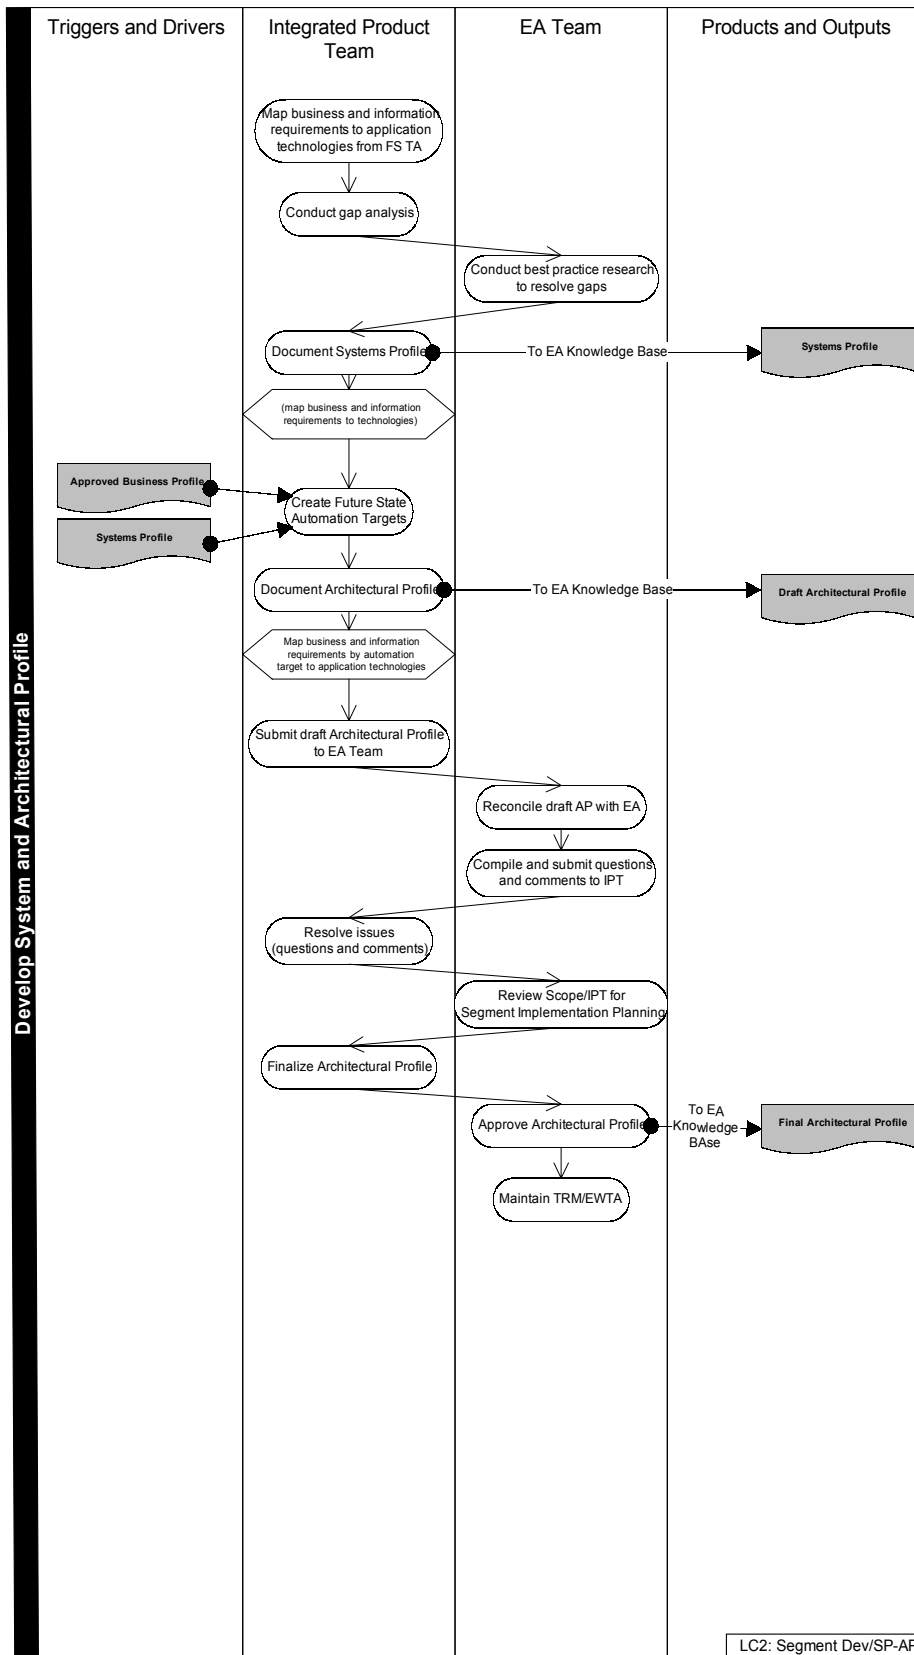 Triggers and Drivers
Integrated Product
Team
EA Team
Products and Outputs
Develop System and Architectural Profile
Map business and information
requirements to application
technologies from FS TA
Conduct gap analysis
Conduct best practice research
to resolve gaps
Document Systems Profile
To EA Knowledge Base
Systems Profile
(map business and information
requirements to technologies)
Approved Business Profile
Systems Profile
Create Future State
Automation Targets
Document Architectural Profile
To EA Knowledge Base
Draft Architectural Profile
Map business and information
requirements by automation
target to application technologies
Submit draft Architectural Profile
to EA Team
Reconcile draft AP with EA
Compile and submit questions
and comments to IPT
Resolve issues
(questions and comments)
Review Scope/IPT for
Segment Implementation Planning
Finalize Architectural Profile
Approve Architectural Profile
To EA
Knowledge
BAse
Final Architectural Profile
Maintain TRM/EWTA
LC2: Segment Dev/SP-AP